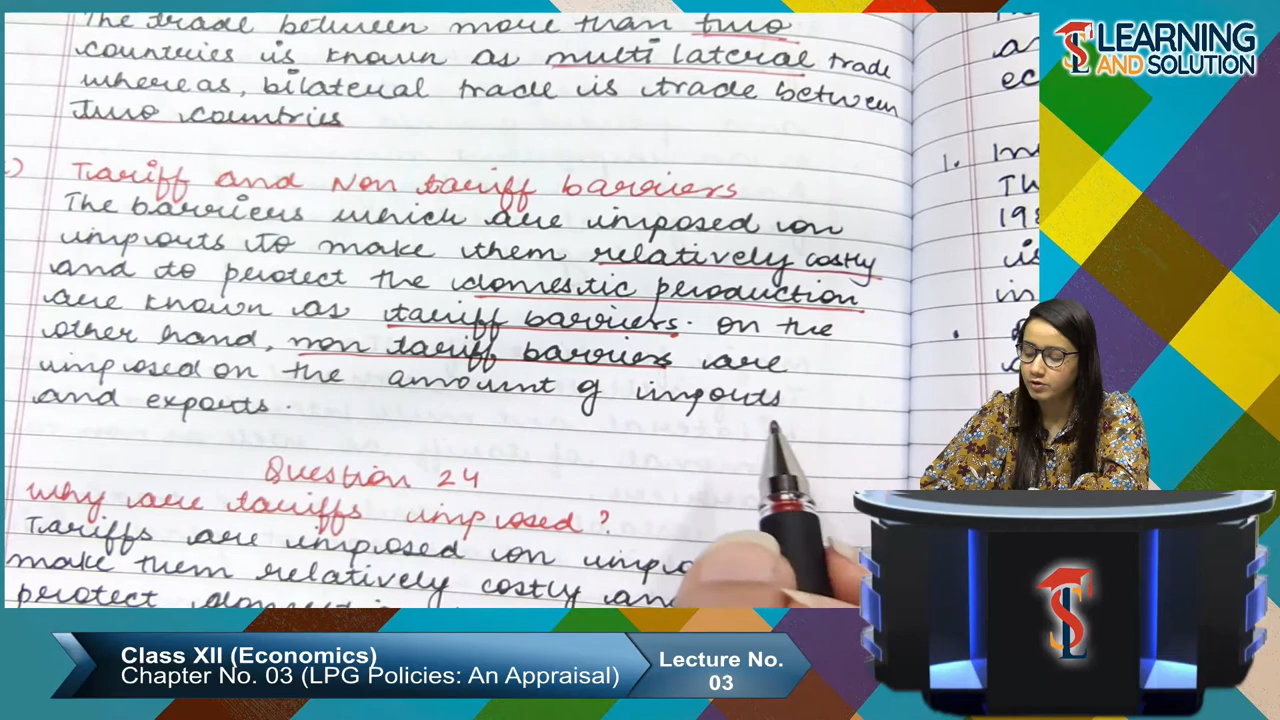 The trade between more than two
countries is known as multi lateral trade
whereas, bilateral trade is trade between
Two countries
Tariff and Non tariff barriers
The barriers which are imposed on
imports to make them relatively costly
and to protect the domestic production
are known as tariff barriers. On the
other hand, non tariff barriers are
imposed on the amount of imports
and exports.
Question 24
Why are tariffs imposed?
Tariffs are imposed on
make them relatively costly
protect
1.
LEARNING
AND SOLUTION
Class XII (Economics)
Chapter No. 03 (LPG Policies: An Appraisal)
Lecture No.
03